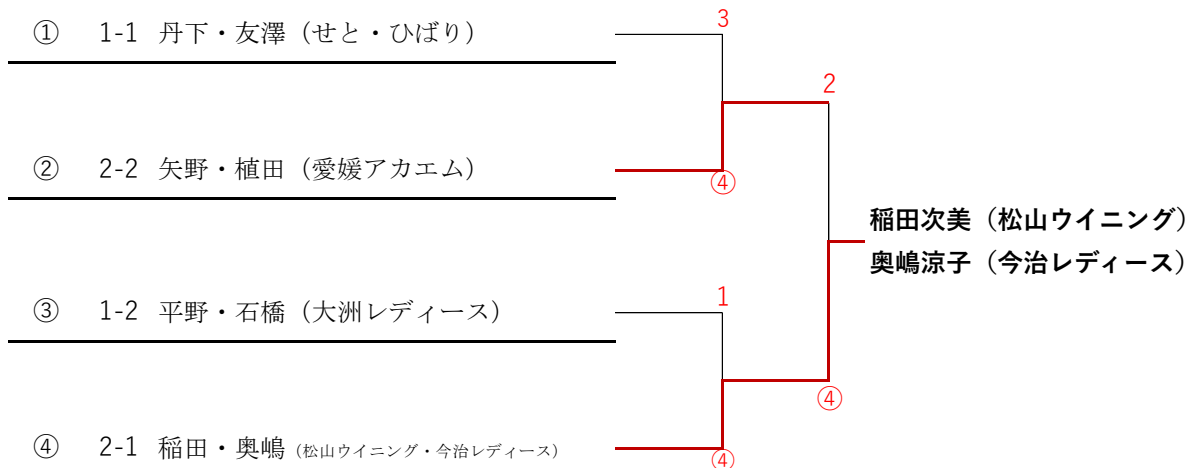 ① 1-1 丹下・友澤（せと・ひばり）
3
2
② 2-2 矢野・植田（愛媛アカエム）
④
稲田次美（松山ウイニング）
奥嶋涼子（今治レディース）
③ 1-2 平野・石橋（大洲レディース）
1
④
④ 2-1 稲田・奥嶋（松山ウイニング・今治レディース）
④